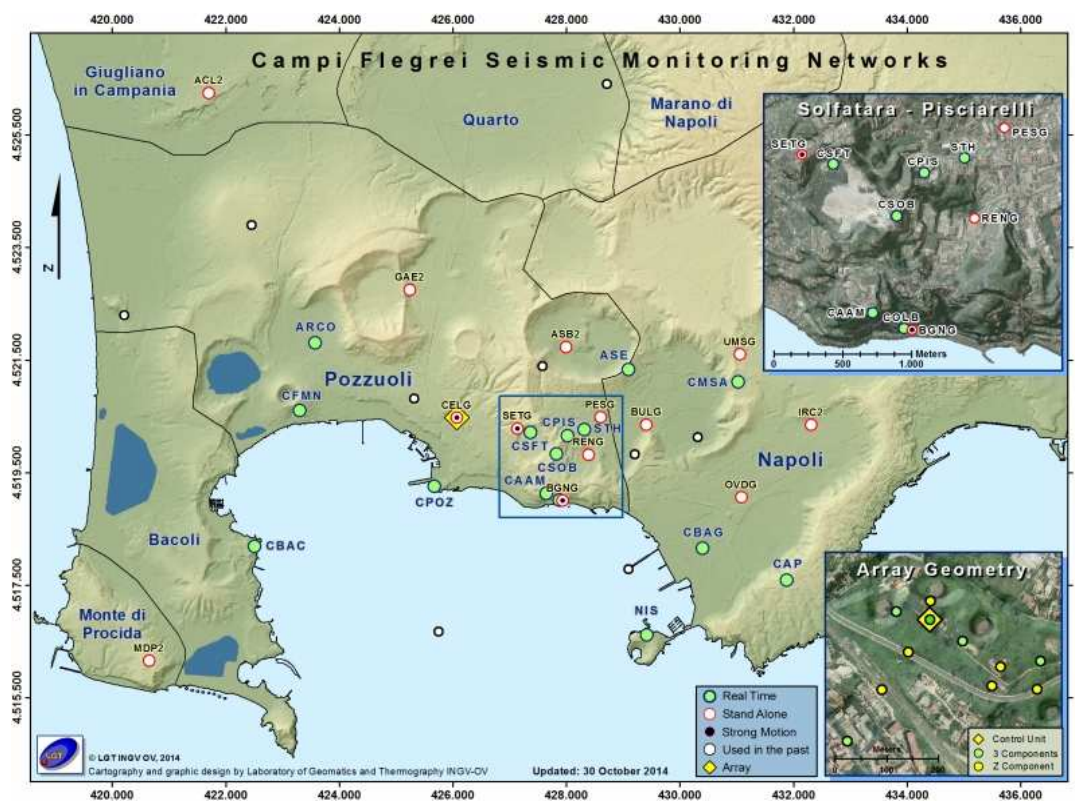 420.000 422.000 424.000 426.000 428.000 430.000 432.000 434.000 436.000
Campi Flegrei Seismic Monitoring Networks
Giugliano
in Campania
ACL2
Quarto
Marano di
Napoli
4.525.500
4.523.500
4.521.500
4.519.500
4.517.500
4.515.500
N
Solfatara - Pisciarelli
PESG
SETG
CSFT
CPIS
STH
CSOB
RENG
CAAM
COLB
BGNG
0 500 1.000 Meters
GAE2
ARCO
ASB2
ASE
UMSG
CMSA
Pozzuoli
CFMN
CELG
SETG
CPIS
PESG
STH
BULG
IRC2
CSFT
RENG
CSOB
Napoli
CAAM
BGNG
CPOZ
OVDG
Bacoli
CBAC
CBAG
CAP
Monte di
Procida
MDP2
NIS
Array Geometry
Meters
0 100 200
Control Unit
3 Components
Z Component
Real Time
Stand Alone
Strong Motion
Used in the past
Array
LGT
© LGT INGV OV, 2014
Cartography and graphic design by Laboratory of Geomatics and Thermography INGV-OV
Updated: 30 October 2014
420.000 422.000 424.000 426.000 428.000 430.000 432.000 434.000 436.000